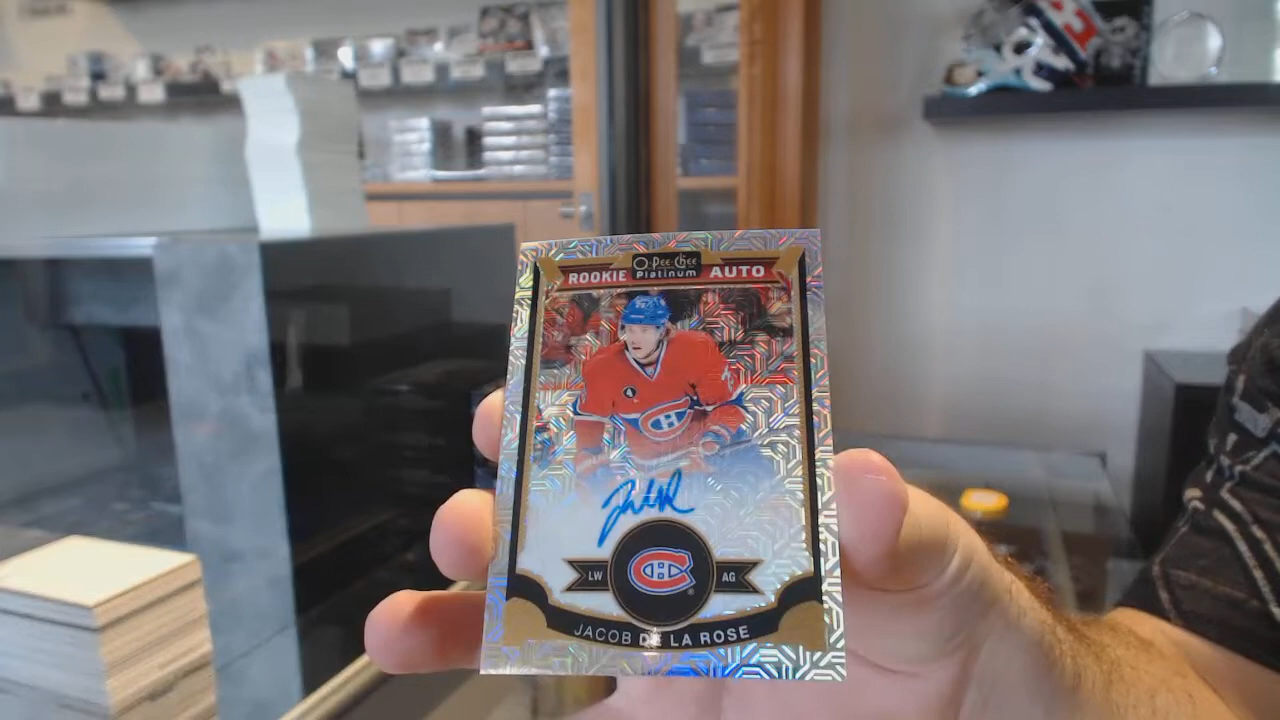 O-Pee-Chee
Platinum
ROOKIE AUTO
LW AG
JACOB DE LA ROSE